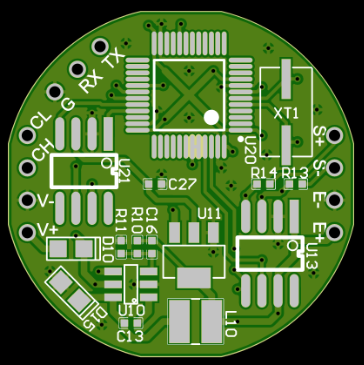 TX
RX
G
CL
CH
V-
V+
XT1
S+
S-
E-
E+
U20
R14 R13
U21
C27
U11
R11
R10
C16
D10
U13
U10
C13
D15
L10